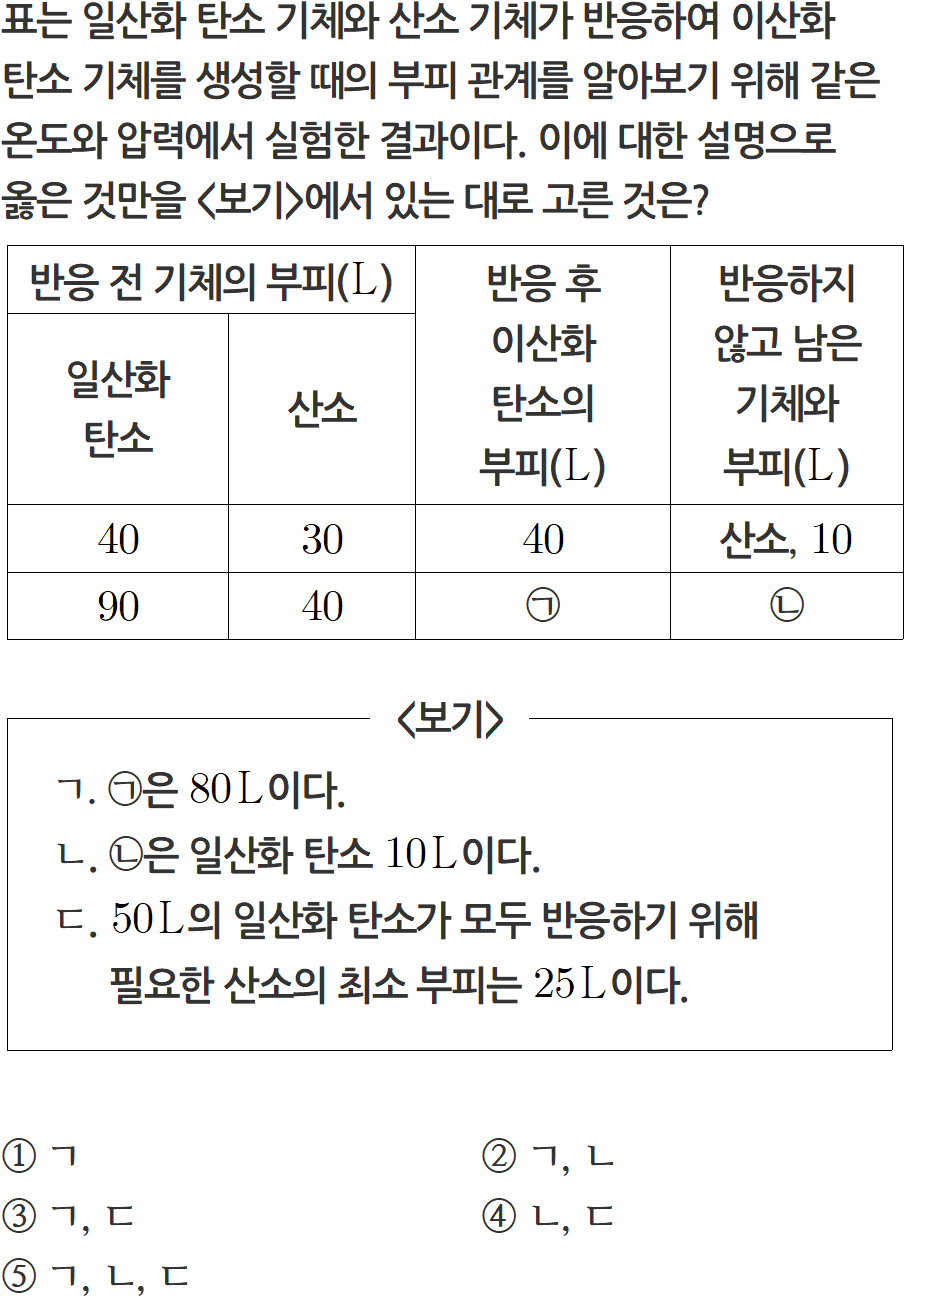 표는 일산화 탄소 기체와 산소 기체가 반응하여 이산화
탄소 기체를 생성할 때의 부피 관계를 알아보기 위해 같은
온도와 압력에서 실험한 결과이다. 이에 대한 설명으로
옳은 것만을 <보기>에서 있는 대로 고른 것은?
반응 전 기체의 부피(L)
일산화
탄소
산소
반응 후
이산화
탄소의
부피(L)
반응하지
않고 남은
기체와
부피(L)
40 30 40 산소, 10
90 40 ㉠ ㉡
<보기>
ㄱ. ㉠은 80L이다.
ㄴ. ㉡은 일산화 탄소 10L이다.
ㄷ. 50L의 일산화 탄소가 모두 반응하기 위해
필요한 산소의 최소 부피는 25L이다.
① ㄱ ② ㄱ, ㄴ
③ ㄱ, ㄷ ④ ㄴ, ㄷ
⑤ ㄱ, ㄴ, ㄷ